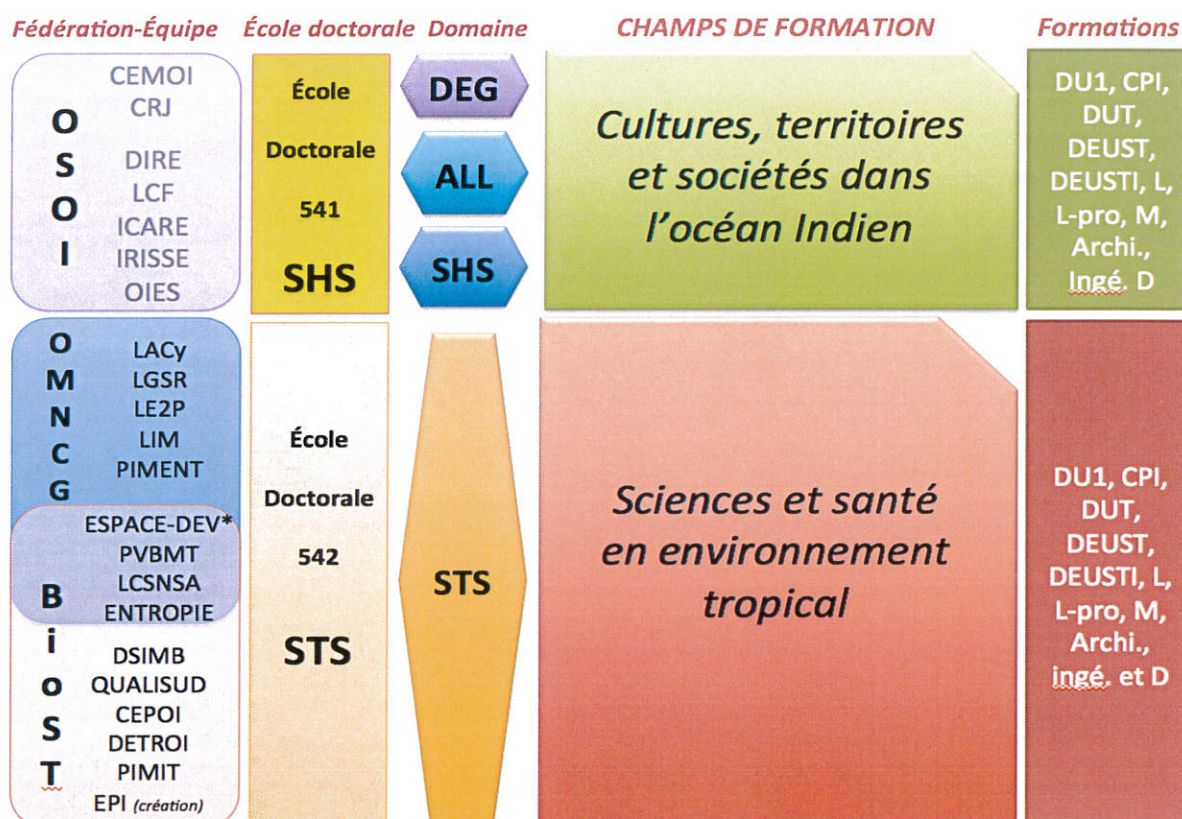 Fédération-Équipe
École doctorale
Domaine
CHAMPS DE FORMATION
Formations
OSOI
CEMOI
CRJ
DIRE
LCF
ICARE
IRISSE
OIES
École
Doctorale
541
SHS
DEG
ALL
SHS
Cultures, territoires
et sociétés dans
l'océan Indien
DU1, CPI,
DUT,
DEUST,
DEUSTI, L,
L-pro, M,
Archi.,
Ingé. D
OMNCG
LACy
LGSR
LE2P
LIM
PIMENT
ESPACE-DEV*
PVBMT
LCSNSA
ENTROPIE
BioST
DSIMB
QUALISUD
CEPOI
DETROI
PIMIT
EPI (création)
École
Doctorale
542
STS
STS
Sciences et santé
en environnement
tropical
DU1, CPI,
DUT,
DEUST,
DEUSTI, L,
L-pro, M,
Archi.,
ingé. et D